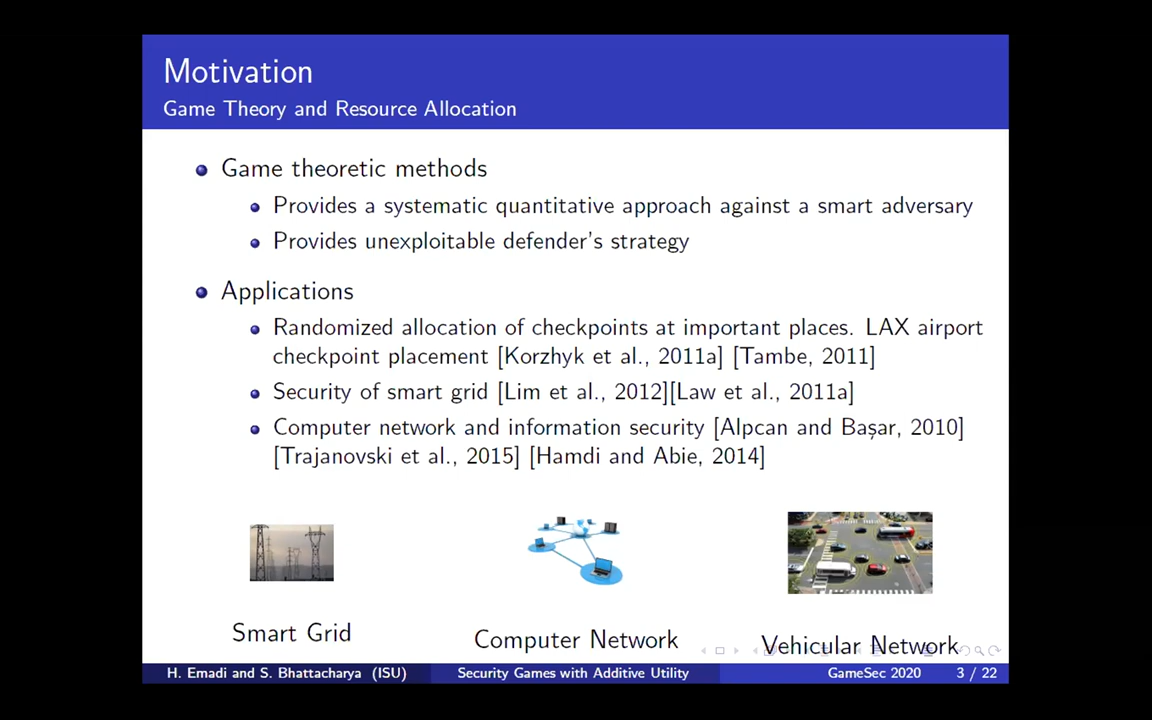 Motivation
Game Theory and Resource Allocation
Game theoretic methods
Provides a systematic quantitative approach against a smart adversary
Provides unexploitable defender's strategy
Applications
Randomized allocation of checkpoints at important places. LAX airport
checkpoint placement [Korzhyk et al., 2011a] [Tambe, 2011]
Security of smart grid [Lim et al., 2012][Law et al., 2011a]
Computer network and information security [Alpcan and Başar, 2010]
[Trajanovski et al., 2015] [Hamdi and Abie, 2014]
Smart Grid
Computer Network
Vehicular Network
H. Emadi and S. Bhattacharya (ISU)
Security Games with Additive Utility
GameSec 2020
3 / 22